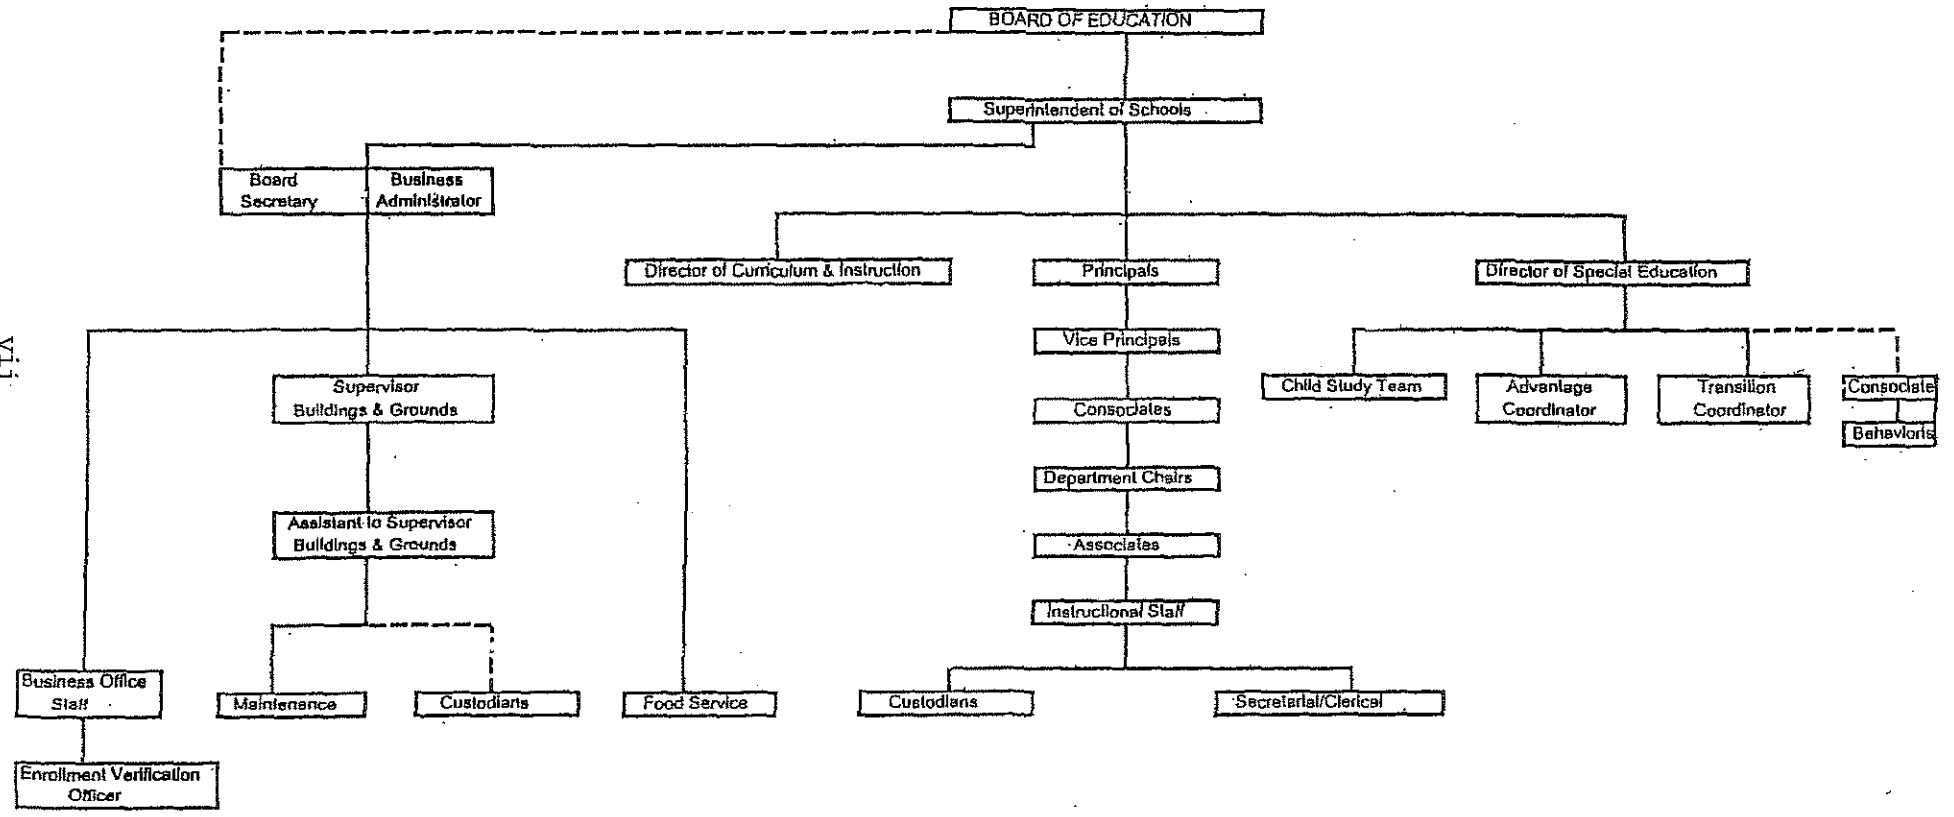 BOARD OF EDUCATION
Superintendent of Schools
Board
Secretary
Business
Administrator
Director of Curriculum & Instruction
Principals
Director of Special Education
Vice Principals
Supervisor
Buildings & Grounds
Consociates
Child Study Team
Advantage
Coordinator
Transition
Coordinator
Consociate
Behavioris
Department Chairs
Assistant to Supervisor
Buildings & Grounds
Associates
Instructional Staff
Business Office
Staff
Maintenance
Custodians
Food Service
Custodians
Secretarial/Clerical
Enrollment Verification
Officer
vii